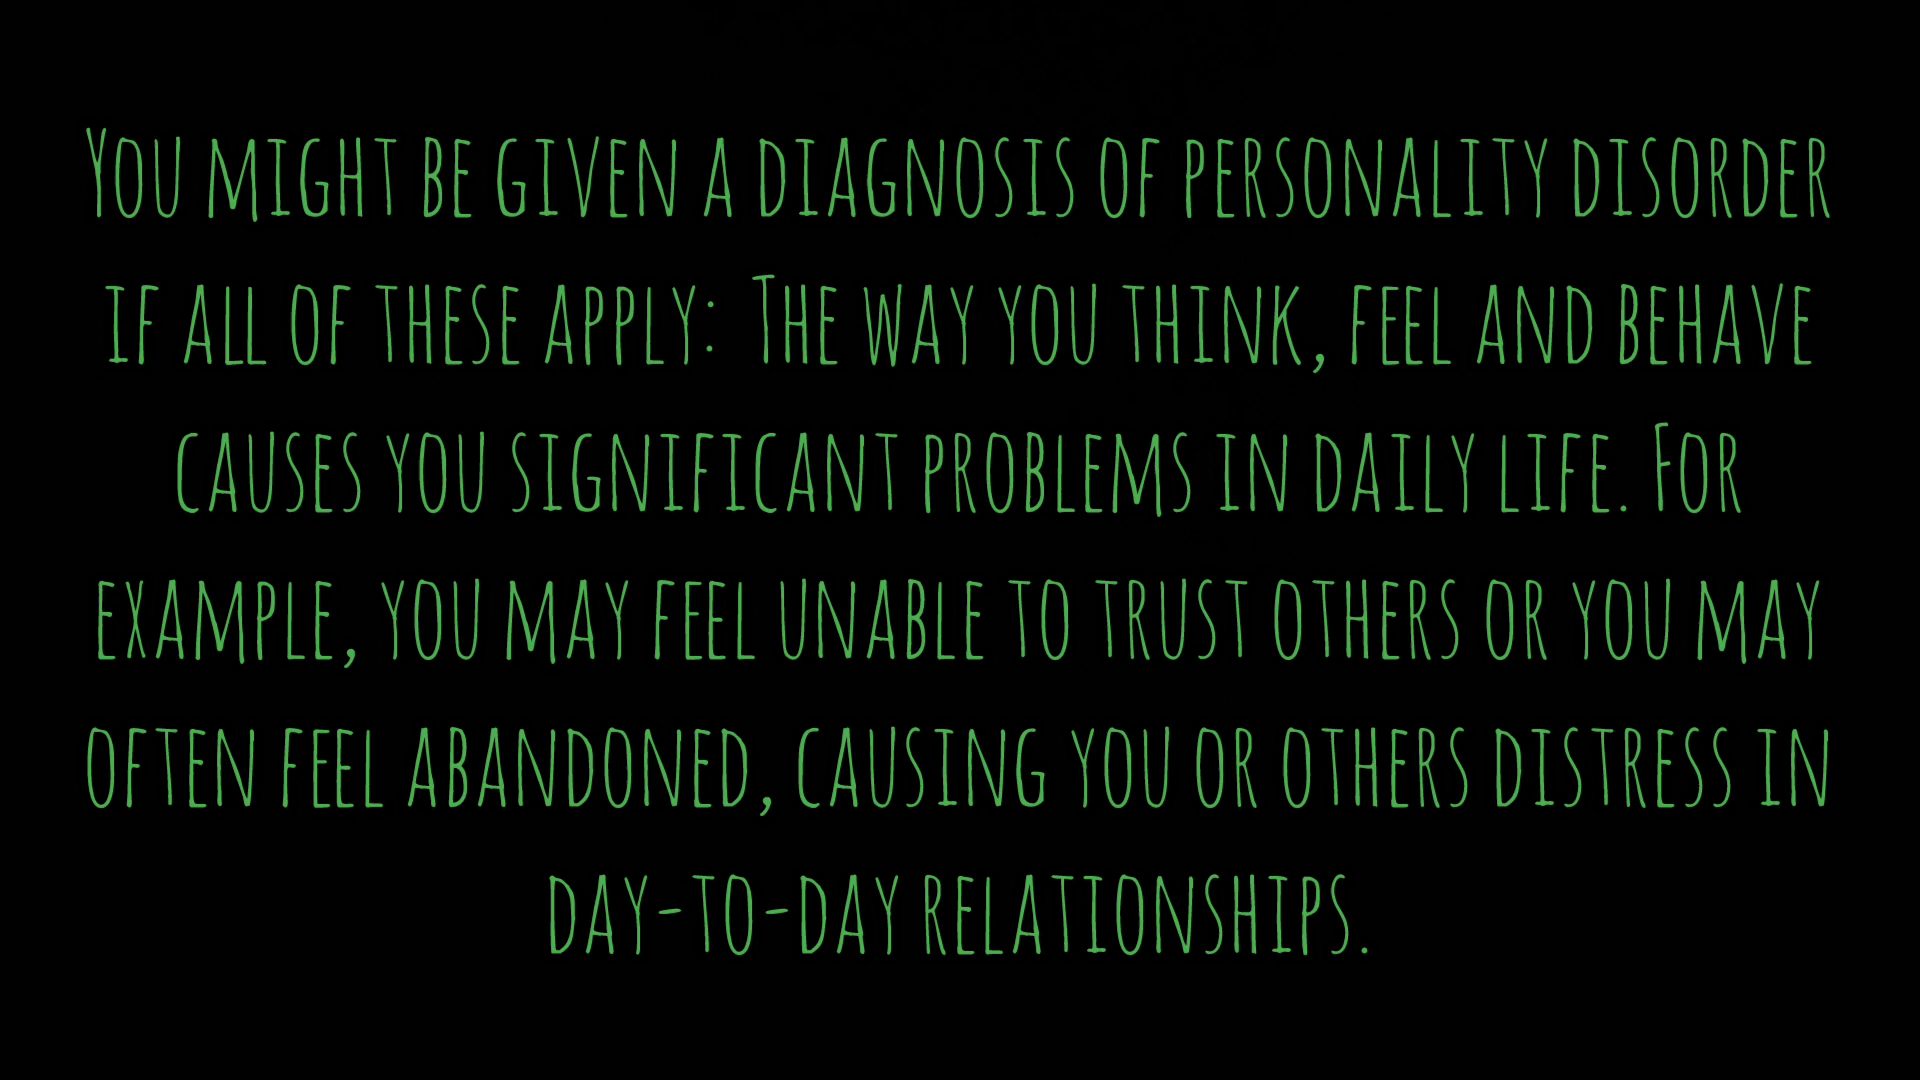 You might be given a diagnosis of personality disorder
if all of these apply: The way you think, feel and behave
causes you significant problems in daily life. For
example, you may feel unable to trust others or you may
often feel abandoned, causing you or others distress in
day-to-day relationships.